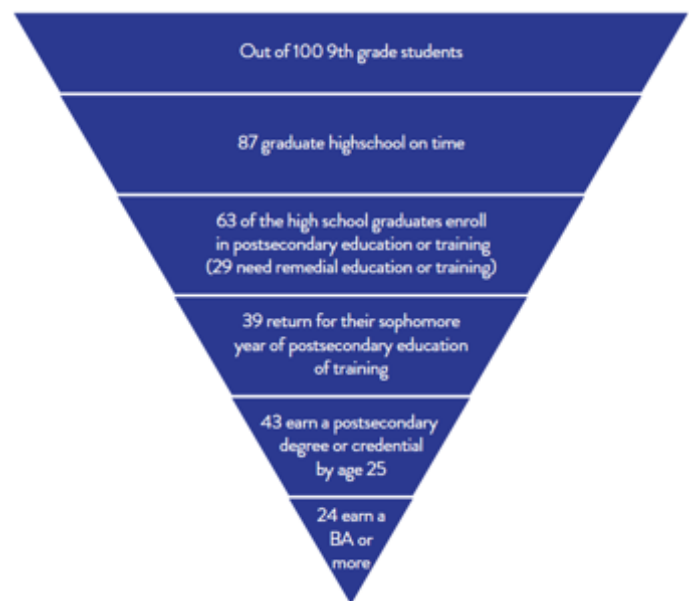 Out of 100 9th grade students
87 graduate highschool on time
63 of the high school graduates enroll
in postsecondary education or training
(29 need remedial education or training)
39 return for their sophomore
year of postsecondary education
of training
43 earn a postsecondary
degree or credential
by age 25
24 earn a
BA or
more